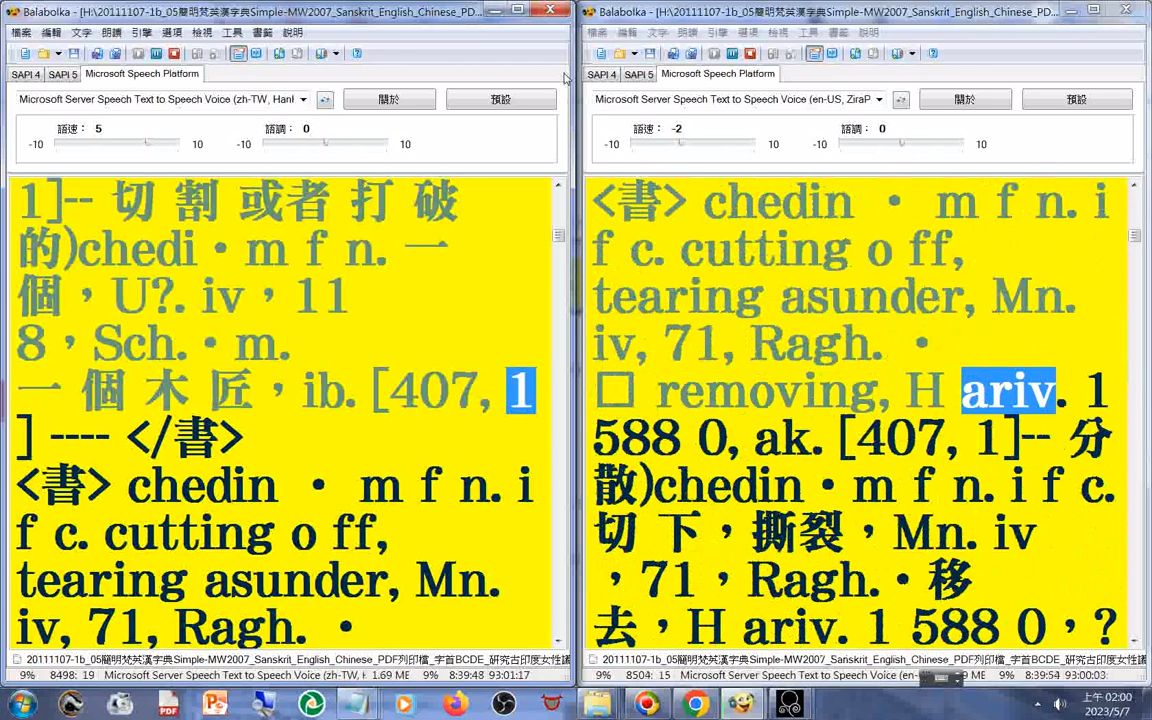 Balabolka - [H:\20111107-1b_05簡明梵英漢字典Simple-MW2007_Sanskrit_English_Chinese_PD...
檔案 編輯 文字 朗讀 引擎 選項 檢視 工具 書籤 說明
SAPI 4 SAPI 5 Microsoft Speech Platform
Microsoft Server Speech Text to Speech Voice (zh-TW, HanH 關於 預設
語速： 5 語調： 0
-10 10 -10 10
1]-- 切 割 或者 打 破
的)chedi・m f n. 一
個，U?. iv，11
8，Sch.・m.
一 個 木 匠，ib. [407, 1
] ---- </書>
<書> chedin ・ m f n. i
f c. cutting o ff,
tearing asunder, Mn.
iv, 71, Ragh. ・
20111107-1b_05簡明梵英漢字典Simple-MW2007_Sanskrit_English_Chinese_PDF列印檔_字首BCDE_研究古印度女性議
9% 8498: 19 Microsoft Server Speech Text to Speech Voice (zh-TW, H 1.69 ME 9% 8:39:48 93:01:17
Balabolka - [H:\20111107-1b_05簡明梵英漢字典Simple-MW2007_Sanskrit_English_Chinese_PD...
檔案 編輯 文字 朗讀 引擎 選項 檢視 工具 書籤 說明
SAPI 4 SAPI 5 Microsoft Speech Platform
Microsoft Server Speech Text to Speech Voice (en-US, ZiraP 關於 預設
語速： -2 語調： 0
-10 10 -10 10
<書> chedin ・ m f n. i
f c. cutting o ff,
tearing asunder, Mn.
iv, 71, Ragh. ・
□ removing, H ariv. 1
588 0, ak. [407, 1]-- 分
散)chedin・m f n. i f c.
切 下，撕裂，Mn. iv
，71，Ragh.・移
去，H ariv. 1 588 0，?
20111107-1b_05簡明梵英漢字典Simple-MW2007_Sanskrit_English_Chinese_PDF列印檔_字首BCDE_研究古印度女性議
9% 8504: 15 Microsoft Server Speech Text to Speech Voice (en-U ME 9% 8:39:54 93:00:03
PDF
上午 02:00
2023/5/7